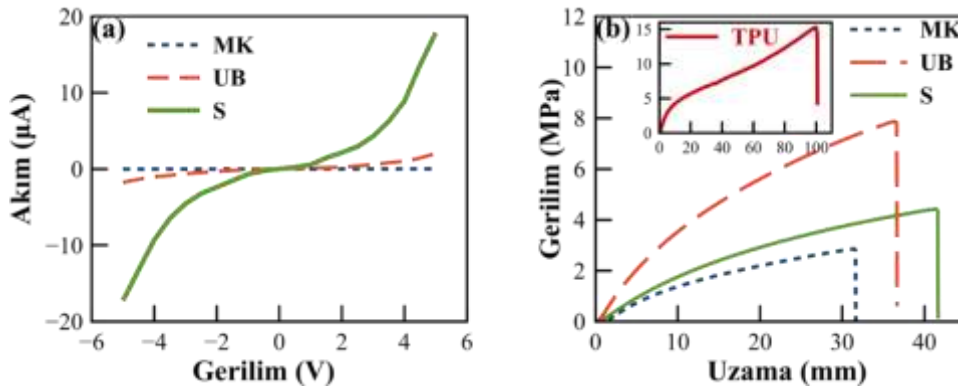 (a)
MK
UB
S
20
10
0
−10
−20
−6 −4 −2 0 2 4 6
Akım (µA)
Gerilim (V)
(b)
MK
UB
S
12
10
8
6
4
2
0
0 10 20 30 40
Gerilim (MPa)
Uzama (mm)
TPU
15
10
5
0
0 20 40 60 80 100